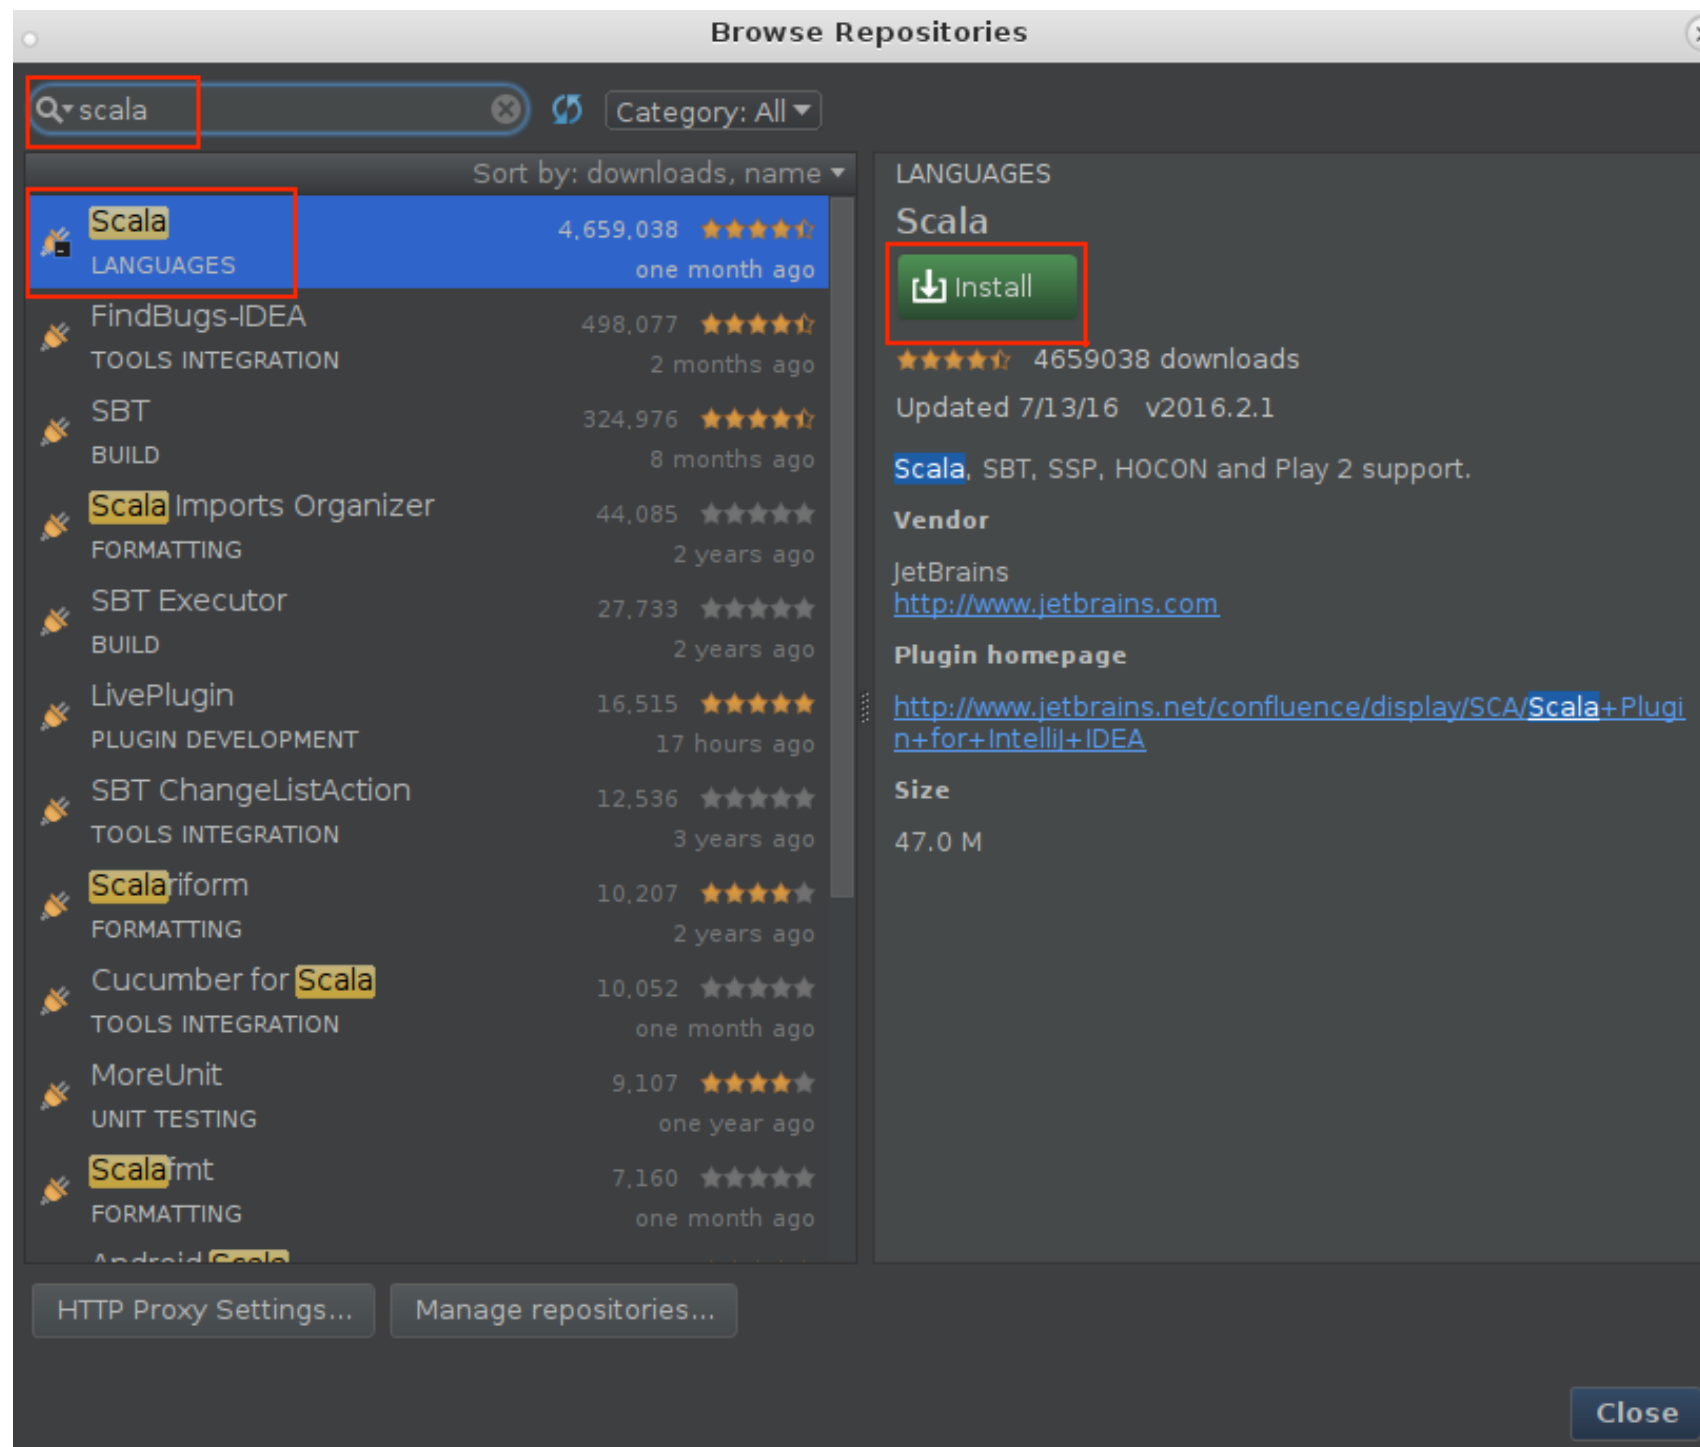 Browse Repositories
scala
Category: All
Sort by: downloads, name
Scala
4,659,038
LANGUAGES
one month ago
FindBugs-IDEA
498,077
TOOLS INTEGRATION
2 months ago
SBT
324,976
BUILD
8 months ago
Scala Imports Organizer
44,085
FORMATTING
2 years ago
SBT Executor
27,733
BUILD
2 years ago
LivePlugin
16,515
PLUGIN DEVELOPMENT
17 hours ago
SBT ChangeListAction
12,536
TOOLS INTEGRATION
3 years ago
Scalariform
10,207
FORMATTING
2 years ago
Cucumber for Scala
10,052
TOOLS INTEGRATION
one month ago
MoreUnit
9,107
UNIT TESTING
one year ago
Scalafmt
7,160
FORMATTING
one month ago
Android Scala
LANGUAGES
Scala
Install
4659038 downloads
Updated 7/13/16 v2016.2.1
Scala, SBT, SSP, HOCON and Play 2 support.
Vendor
JetBrains
http://www.jetbrains.com
Plugin homepage
http://www.jetbrains.net/confluence/display/SCA/Scala+Plugi
n+for+IntelliJ+IDEA
Size
47.0 M
HTTP Proxy Settings...
Manage repositories...
Close